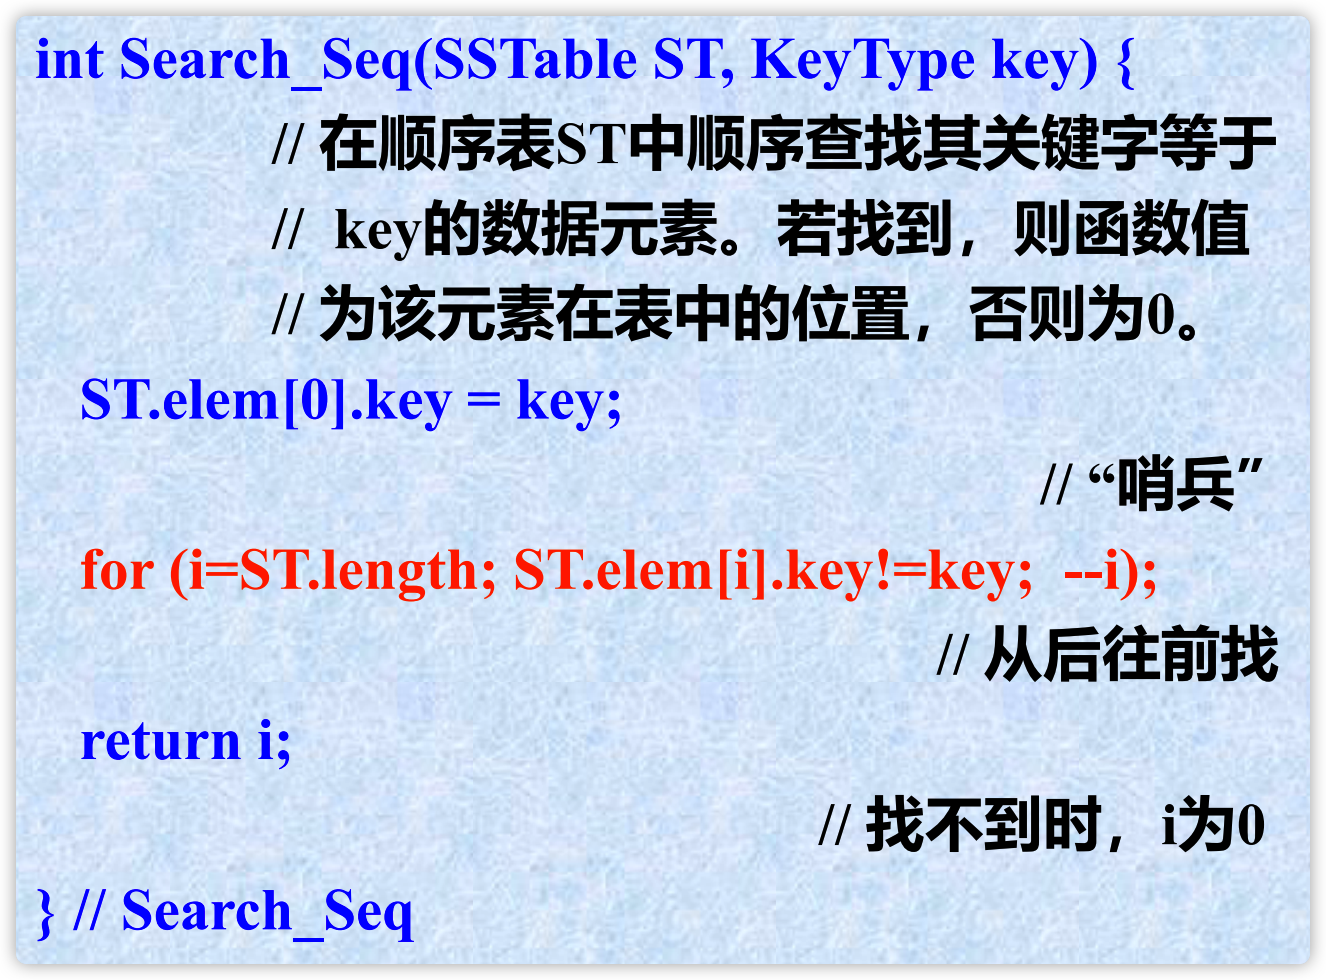 int Search_Seq(SSTable ST, KeyType key) {
// 在顺序表ST中顺序查找其关键字等于
// key的数据元素。若找到，则函数值
// 为该元素在表中的位置，否则为0。
ST.elem[0].key = key;
// “哨兵”
for (i=ST.length; ST.elem[i].key!=key; --i);
// 从后往前找
return i;
// 找不到时，i为0
} // Search_Seq